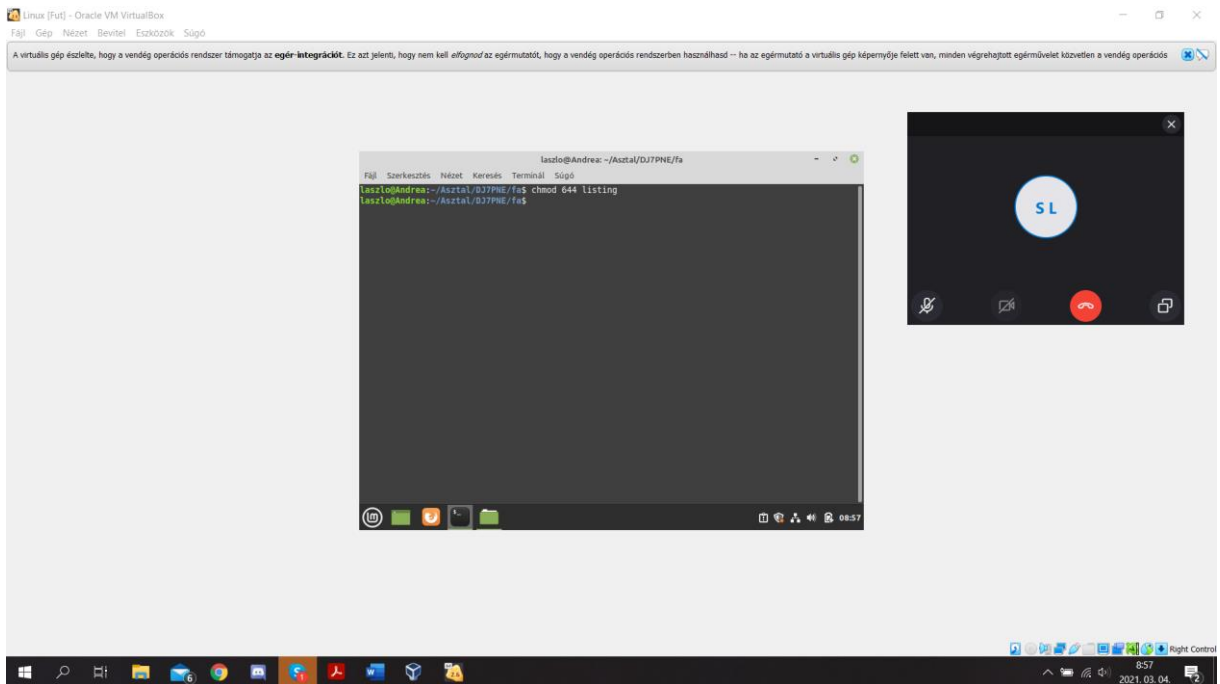 Linux [Fut] - Oracle VM VirtualBox
Fájl Gép Nézet Bevitel Eszközök Súgó
A virtuális gép észlelte, hogy a vendég operációs rendszer támogatja az egér-integrációt. Ez azt jelenti, hogy nem kell elfognod az egérmutatót, hogy a vendég operációs rendszerben használhasd -- ha az egérmutató a virtuális gép képernyője felett van, minden végrehajtott egérművelet közvetlen a vendég operációs
laszlo@Andrea: ~/Asztal/DJ7PNE/fa
Fájl Szerkesztés Nézet Keresés Terminál Súgó
laszlo@Andrea:~/Asztal/DJ7PNE/fa$ chmod 644 listing
laszlo@Andrea:~/Asztal/DJ7PNE/fa$
S L
08:57
Right Control
8:57
2021. 03. 04.